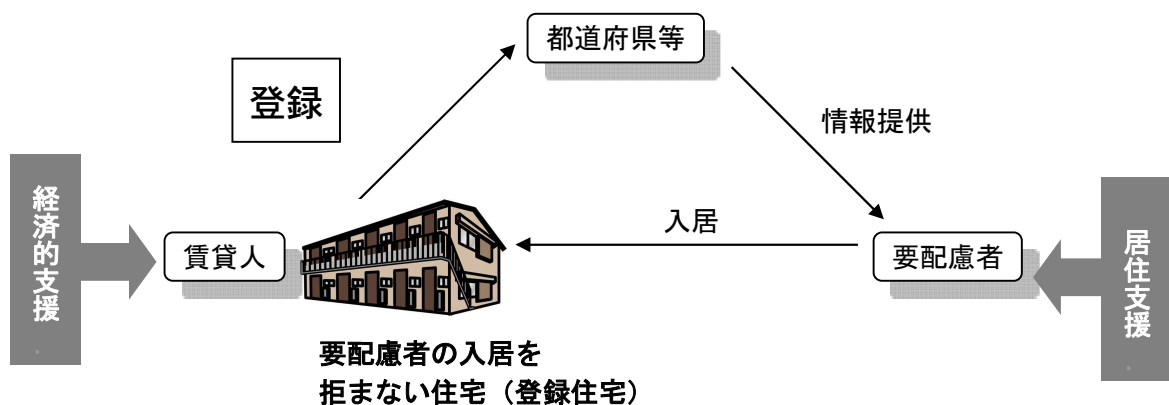 都道府県等
登録
情報提供
経済的支援
賃貸人
入居
要配慮者
居住支援
要配慮者の入居を
拒まない住宅（登録住宅）